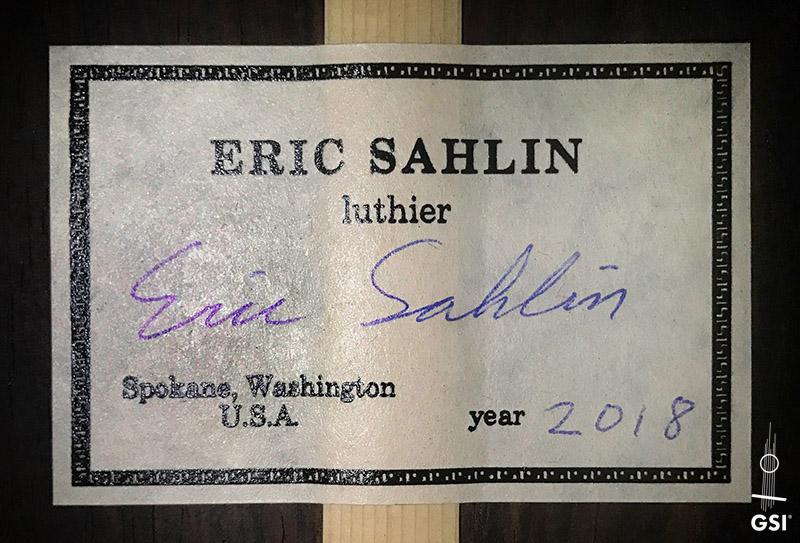 ERIC SAHLIN
luthier
Eric Sahlin
Spokane, Washington
U.S.A.
year 2018
GSI®